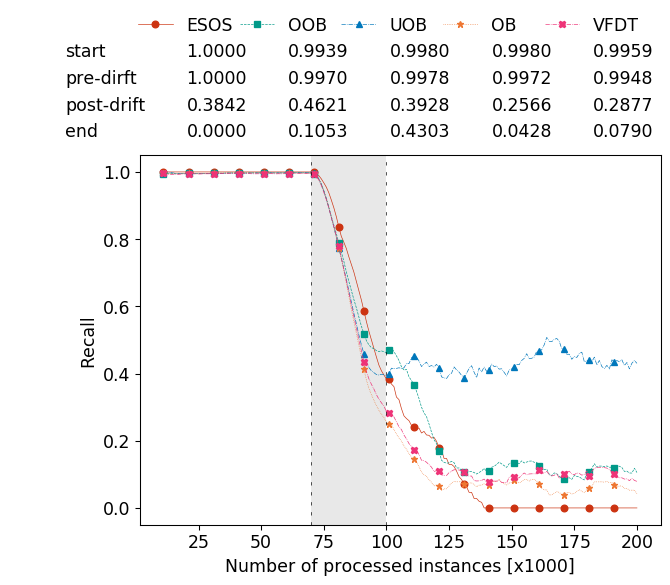 ESOS OOB UOB OB VFDT
start 1.0000 0.9939 0.9980 0.9980 0.9959
pre-dirft 1.0000 0.9970 0.9978 0.9972 0.9948
post-drift 0.3842 0.4621 0.3928 0.2566 0.2877
end 0.0000 0.1053 0.4303 0.0428 0.0790
1.0
0.8
0.6
0.4
0.2
0.0
Recall
25 50 75 100 125 150 175 200
Number of processed instances [x1000]